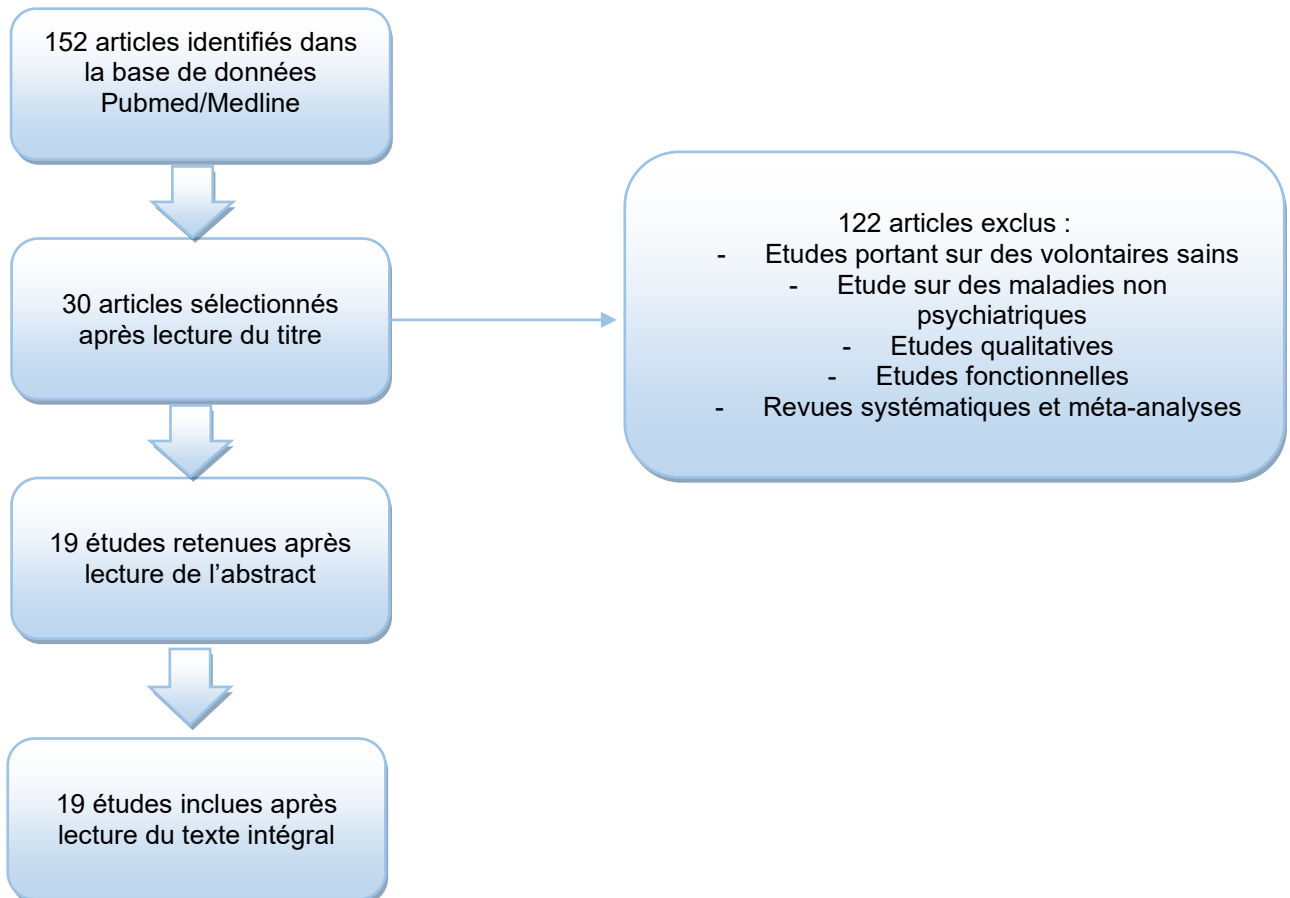 152 articles identifiés dans
la base de données
Pubmed/Medline
30 articles sélectionnés
après lecture du titre
122 articles exclus :
- Etudes portant sur des volontaires sains
- Etude sur des maladies non
psychiatriques
- Etudes qualitatives
- Etudes fonctionnelles
- Revues systématiques et méta-analyses
19 études retenues après
lecture de l’abstract
19 études inclues après
lecture du texte intégral